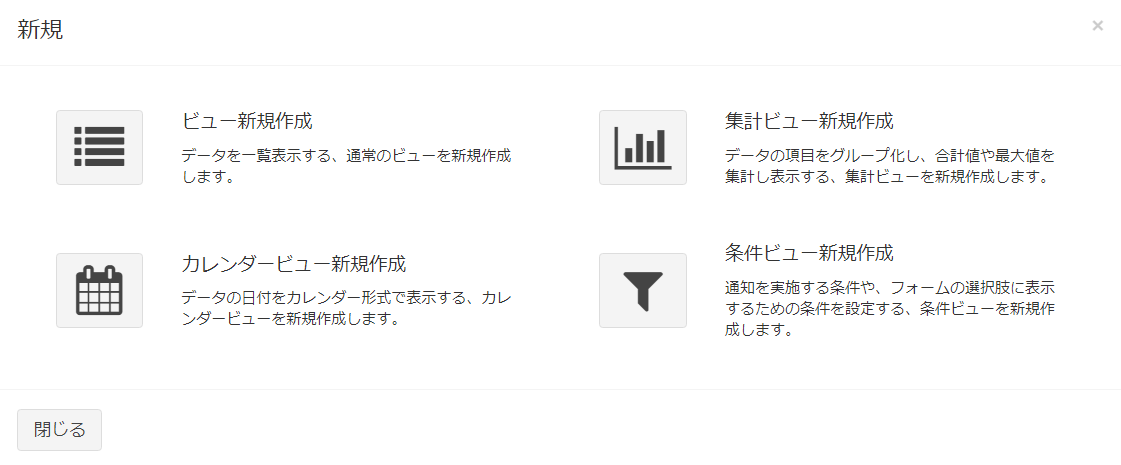 新規
×
ビュー新規作成
データを一覧表示する、通常のビューを新規作成
します。
集計ビュー新規作成
データの項目をグループ化し、合計値や最大値を
集計し表示する、集計ビューを新規作成します。
カレンダービュー新規作成
データの日付をカレンダー形式で表示する、カレ
ンダービューを新規作成します。
条件ビュー新規作成
通知を実施する条件や、フォームの選択肢に表示
するための条件を設定する、条件ビューを新規作
成します。
閉じる